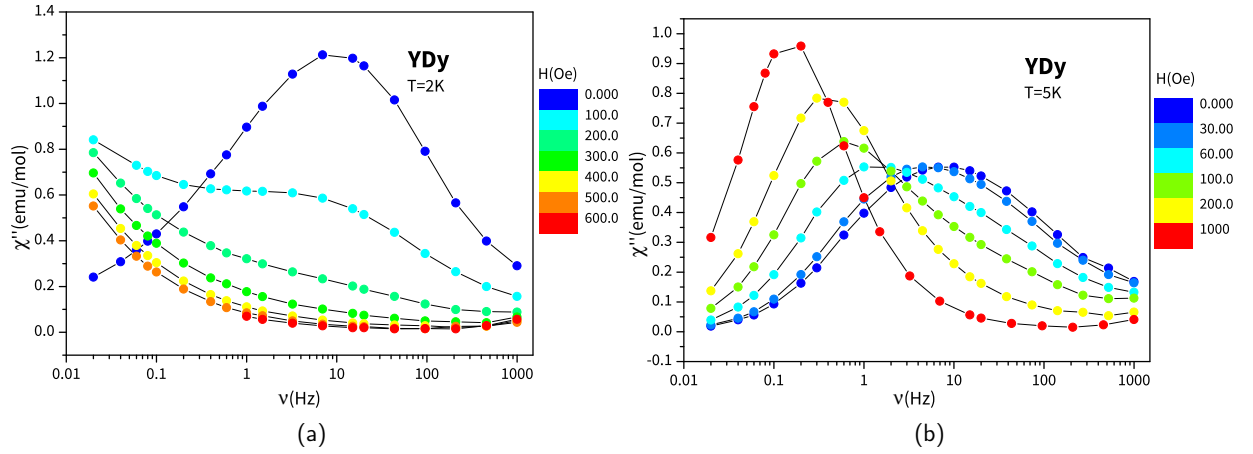 1.4
1.2
1.0
0.8
0.6
0.4
0.2
0.0
χ''(emu/mol)
0.01 0.1 1 10 100 1000
ν(Hz)
YDy
T=2K
H(Oe)
0.000
100.0
200.0
300.0
400.0
500.0
600.0
(a)
1.0
0.9
0.8
0.7
0.6
0.5
0.4
0.3
0.2
0.1
0.0
-0.1
χ''(emu/mol)
0.01 0.1 1 10 100 1000
ν(Hz)
YDy
T=5K
H(Oe)
0.000
30.00
60.00
100.0
200.0
1000
(b)